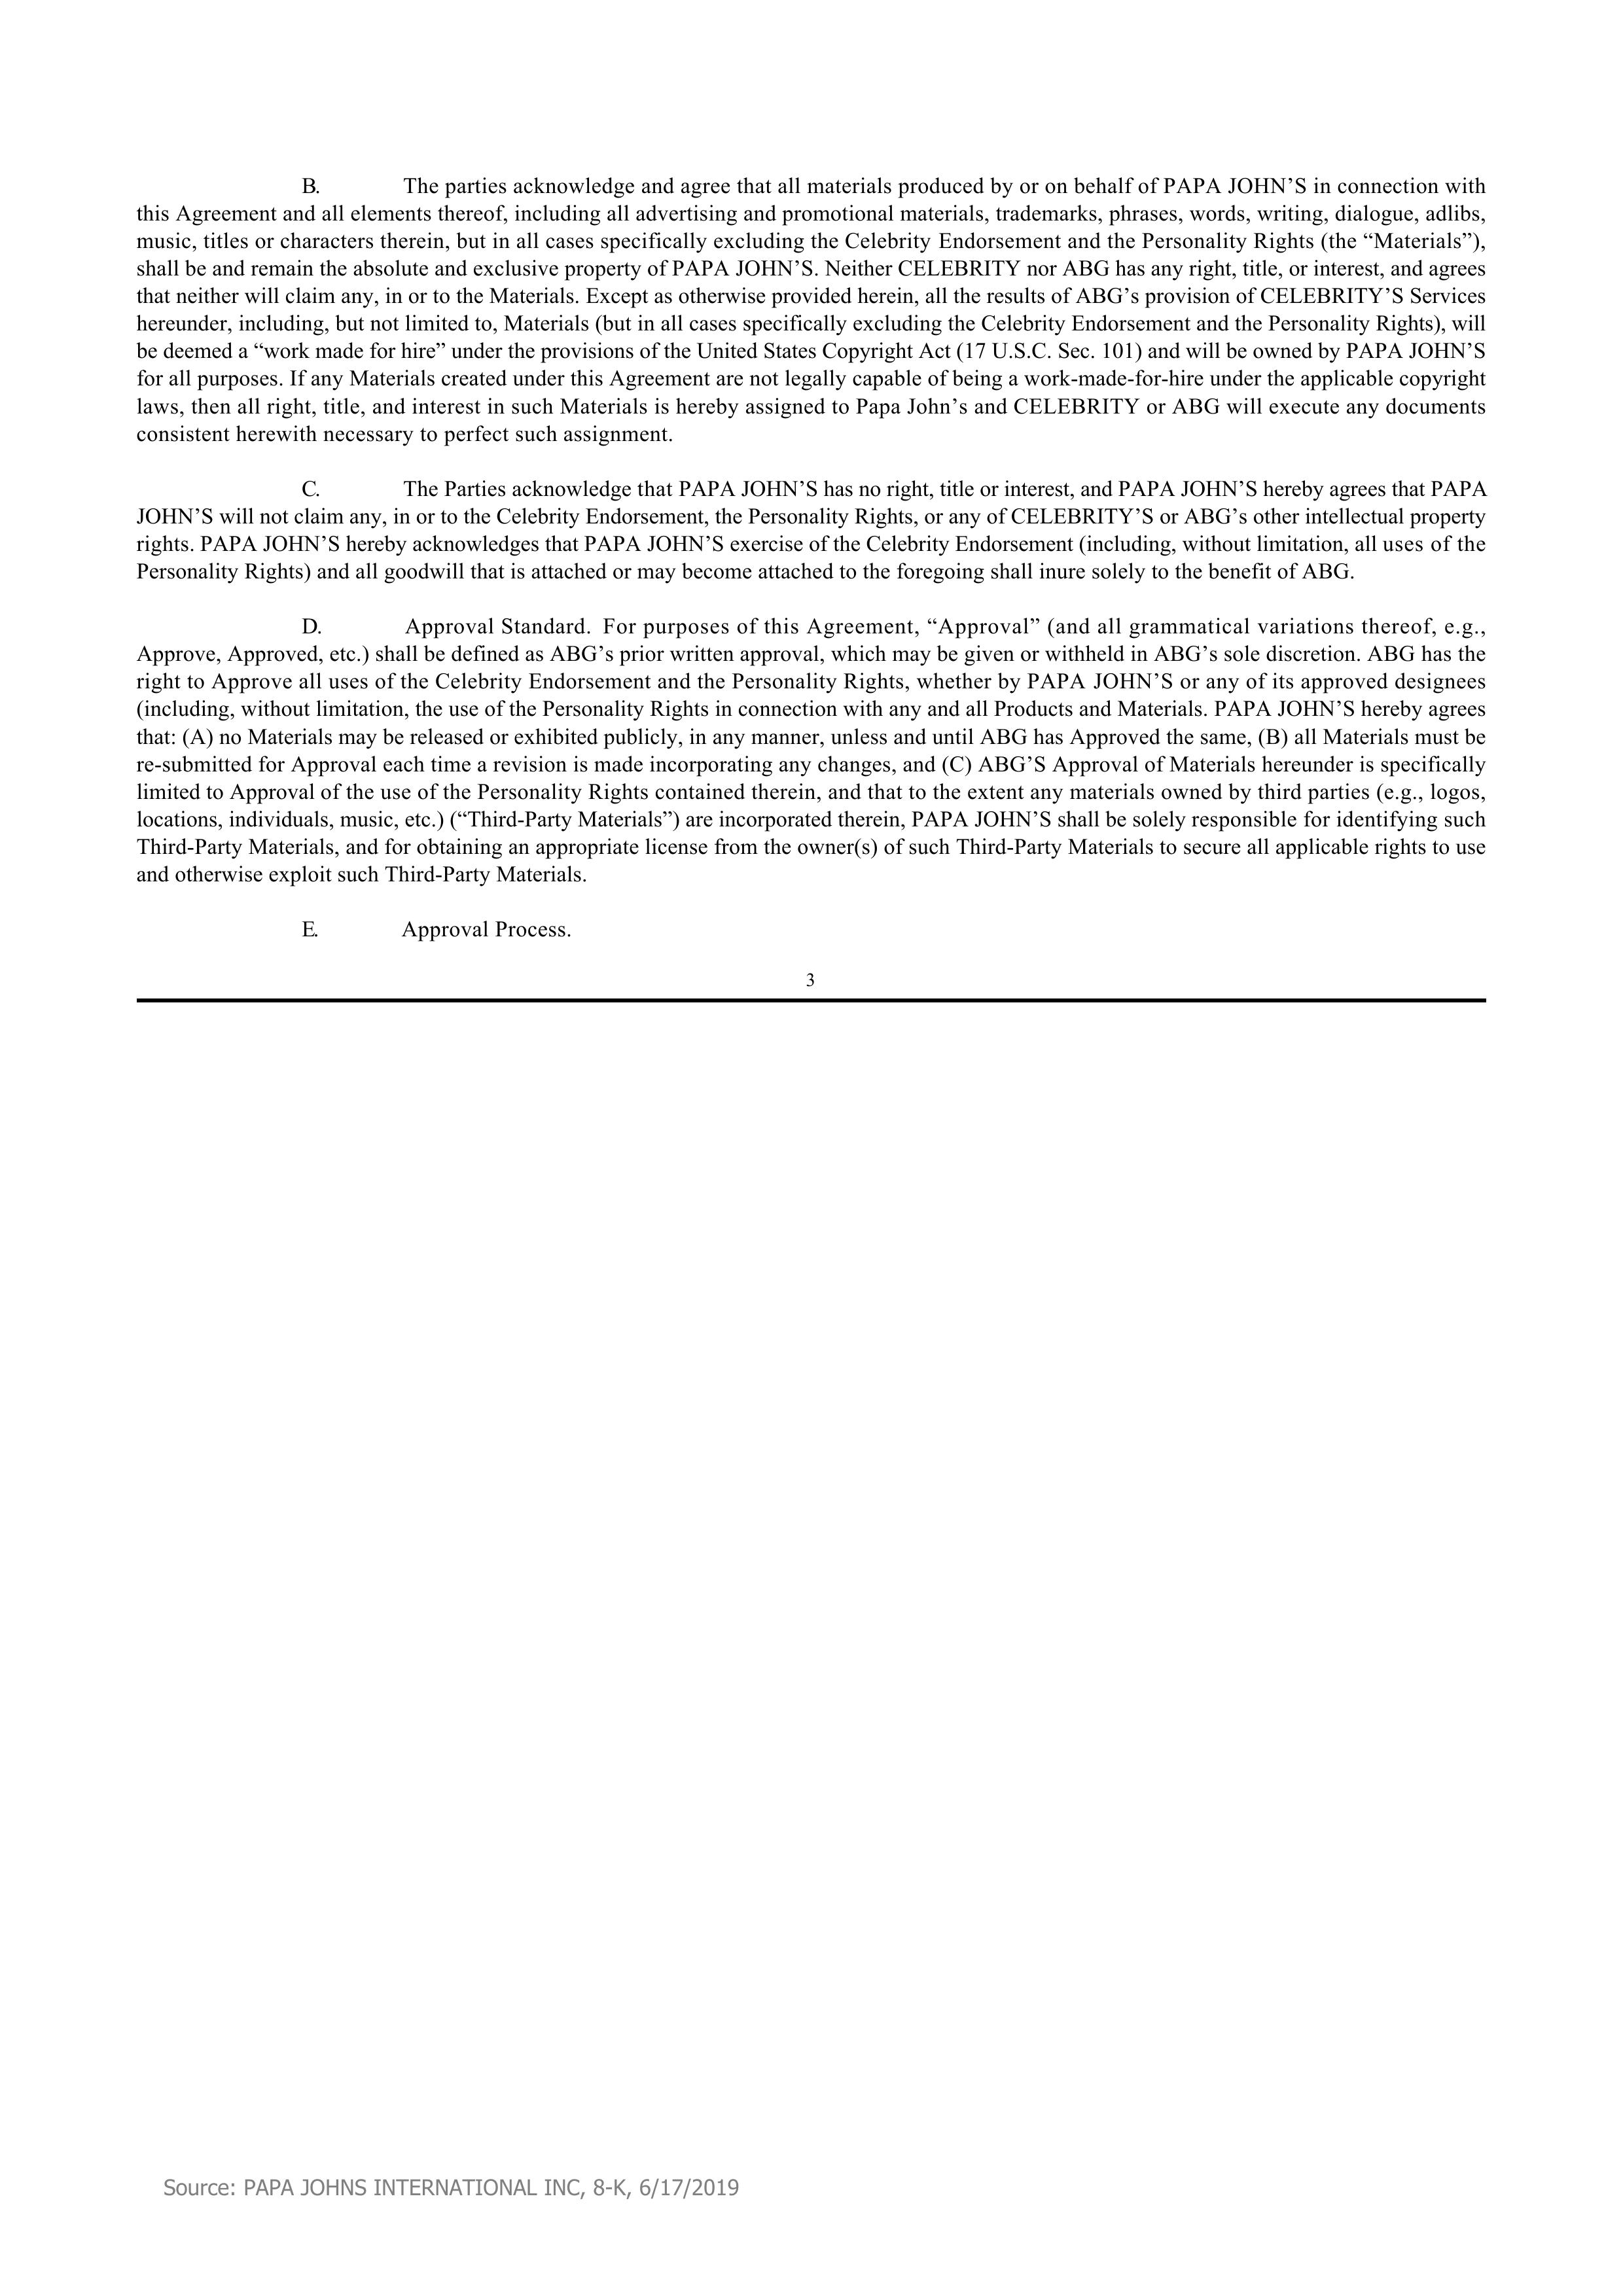 B. The parties acknowledge and agree that all materials produced by or on behalf of PAPA JOHN’S in connection with
this Agreement and all elements thereof, including all advertising and promotional materials, trademarks, phrases, words, writing, dialogue, adlibs,
music, titles or characters therein, but in all cases specifically excluding the Celebrity Endorsement and the Personality Rights (the “Materials”),
shall be and remain the absolute and exclusive property of PAPA JOHN’S. Neither CELEBRITY nor ABG has any right, title, or interest, and agrees
that neither will claim any, in or to the Materials. Except as otherwise provided herein, all the results of ABG’s provision of CELEBRITY’S Services
hereunder, including, but not limited to, Materials (but in all cases specifically excluding the Celebrity Endorsement and the Personality Rights), will
be deemed a “work made for hire” under the provisions of the United States Copyright Act (17 U.S.C. Sec. 101) and will be owned by PAPA JOHN’S
for all purposes. If any Materials created under this Agreement are not legally capable of being a work-made-for-hire under the applicable copyright
laws, then all right, title, and interest in such Materials is hereby assigned to Papa John’s and CELEBRITY or ABG will execute any documents
consistent herewith necessary to perfect such assignment.
C. The Parties acknowledge that PAPA JOHN’S has no right, title or interest, and PAPA JOHN’S hereby agrees that PAPA
JOHN’S will not claim any, in or to the Celebrity Endorsement, the Personality Rights, or any of CELEBRITY’S or ABG’s other intellectual property
rights. PAPA JOHN’S hereby acknowledges that PAPA JOHN’S exercise of the Celebrity Endorsement (including, without limitation, all uses of the
Personality Rights) and all goodwill that is attached or may become attached to the foregoing shall inure solely to the benefit of ABG.
D. Approval Standard. For purposes of this Agreement, “Approval” (and all grammatical variations thereof, e.g.,
Approve, Approved, etc.) shall be defined as ABG’s prior written approval, which may be given or withheld in ABG’s sole discretion. ABG has the
right to Approve all uses of the Celebrity Endorsement and the Personality Rights, whether by PAPA JOHN’S or any of its approved designees
(including, without limitation, the use of the Personality Rights in connection with any and all Products and Materials. PAPA JOHN’S hereby agrees
that: (A) no Materials may be released or exhibited publicly, in any manner, unless and until ABG has Approved the same, (B) all Materials must be
re-submitted for Approval each time a revision is made incorporating any changes, and (C) ABG’S Approval of Materials hereunder is specifically
limited to Approval of the use of the Personality Rights contained therein, and that to the extent any materials owned by third parties (e.g., logos,
locations, individuals, music, etc.) (“Third-Party Materials”) are incorporated therein, PAPA JOHN’S shall be solely responsible for identifying such
Third-Party Materials, and for obtaining an appropriate license from the owner(s) of such Third-Party Materials to secure all applicable rights to use
and otherwise exploit such Third-Party Materials.
E. Approval Process.
3
Source: PAPA JOHNS INTERNATIONAL INC, 8-K, 6/17/2019